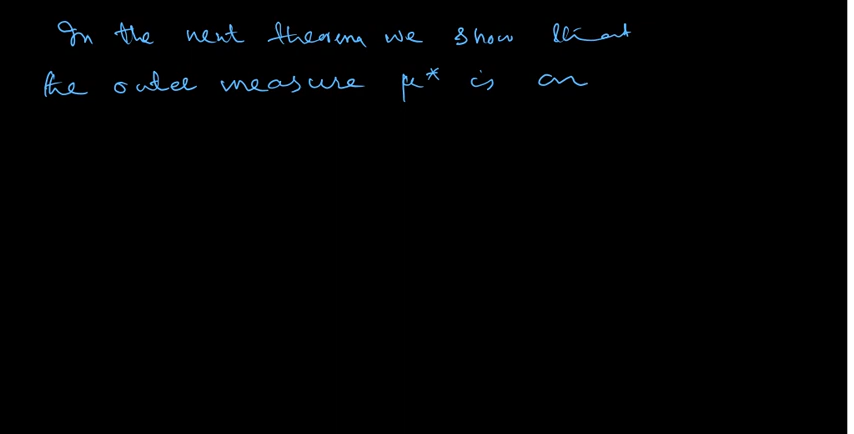 In the next theorem we show that
the outer measure μ* is an